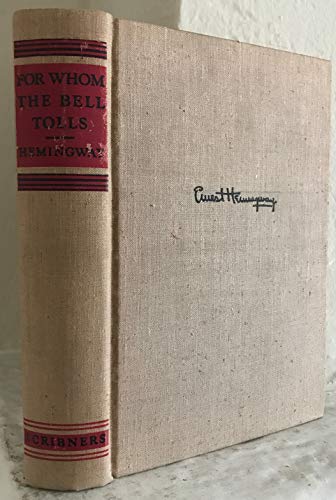 FOR WHOM
THE BELL
TOLLS
HEMINGWAY
Ernest Hemingway
SCRIBNERS